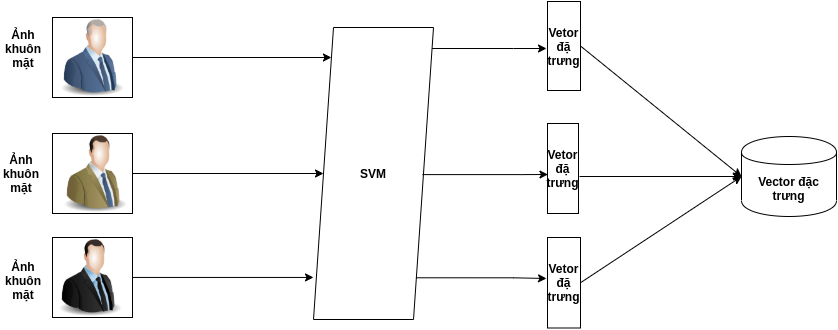 Ảnh
khuôn
mặt
Vetor
đặ
trưng
Ảnh
khuôn
mặt
SVM
Vetor
đặ
trưng
Vector đặc
trưng
Ảnh
khuôn
mặt
Vetor
đặ
trưng